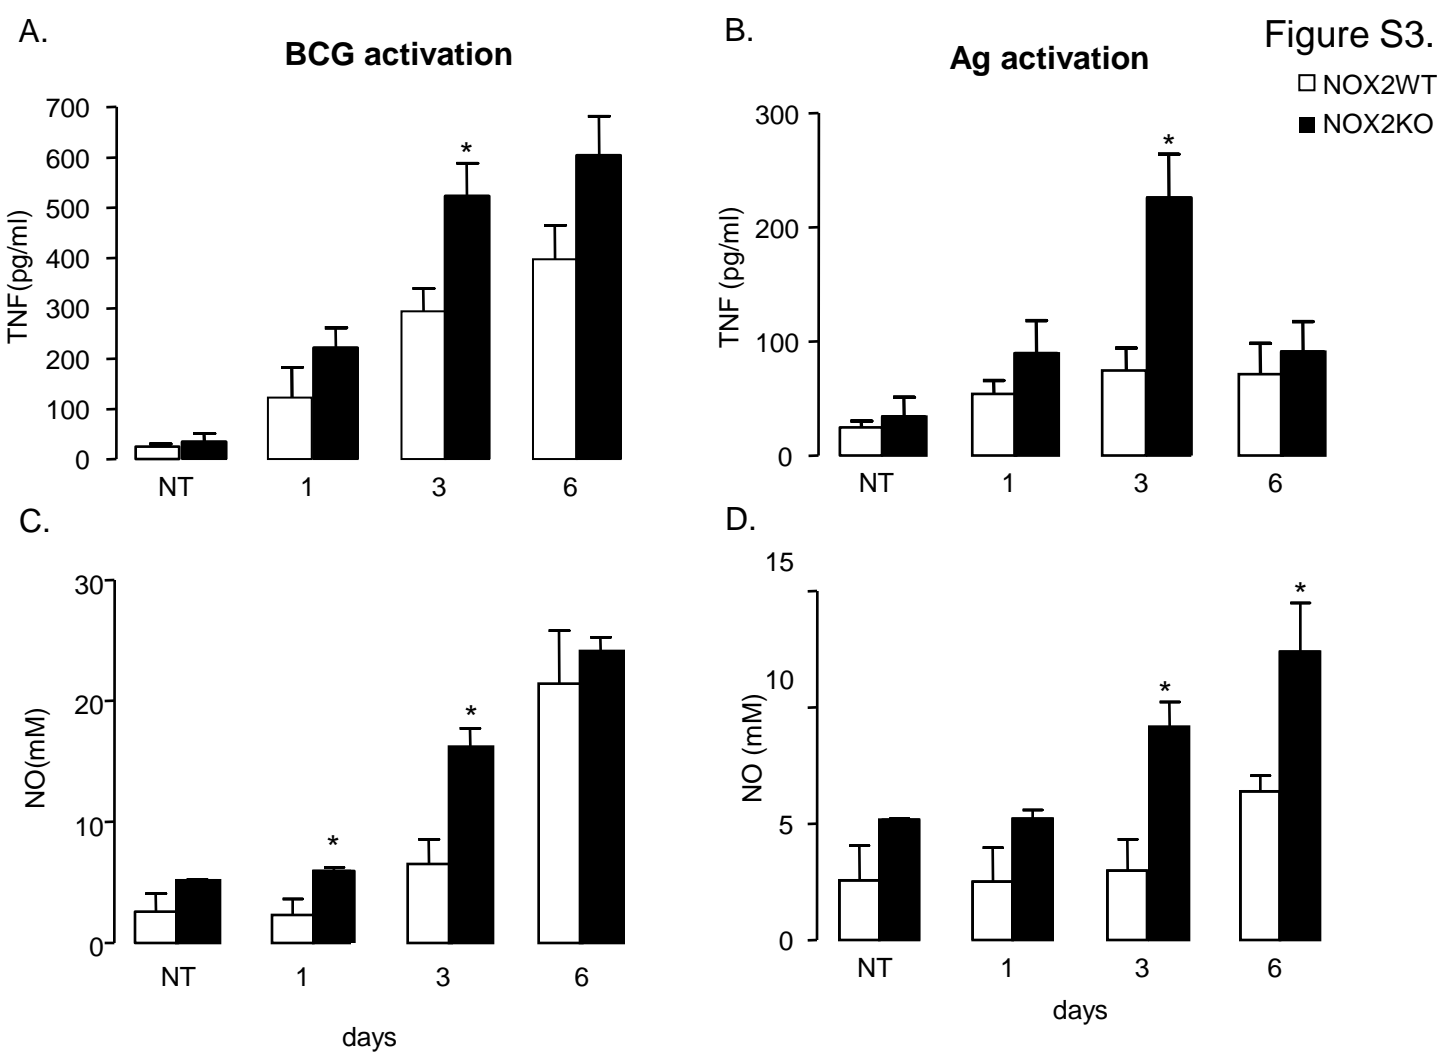 A.
BCG activation
B.
Ag activation
Figure S3.
NOX2WT
NOX2KO
TNF(pg/ml)
700
600
500
400
300
200
100
0
*
NT 1 3 6
TNF (pg/ml)
300
200
100
0
*
NT 1 3 6
C.
NO(mM)
30
20
10
0
*
*
NT 1 3 6
days
D.
NO (mM)
15
10
5
0
*
*
NT 1 3 6
days